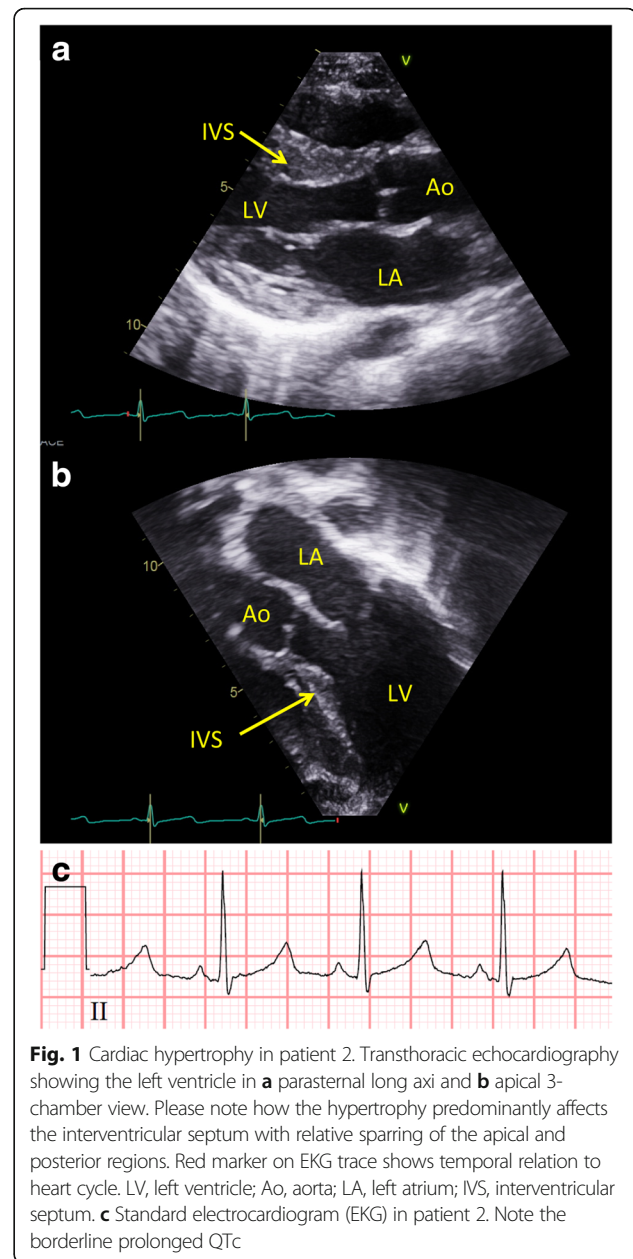 a
V
IVS
5
Ao
LV
LA
10
b
LA
10
Ao
LV
5
IVS
V
c
II
Fig. 1 Cardiac hypertrophy in patient 2. Transthoracic echocardiography
showing the left ventricle in a parasternal long axi and b apical 3-
chamber view. Please note how the hypertrophy predominantly affects
the interventricular septum with relative sparring of the apical and
posterior regions. Red marker on EKG trace shows temporal relation to
heart cycle. LV, left ventricle; Ao, aorta; LA, left atrium; IVS, interventricular
septum. c Standard electrocardiogram (EKG) in patient 2. Note the
borderline prolonged QTc